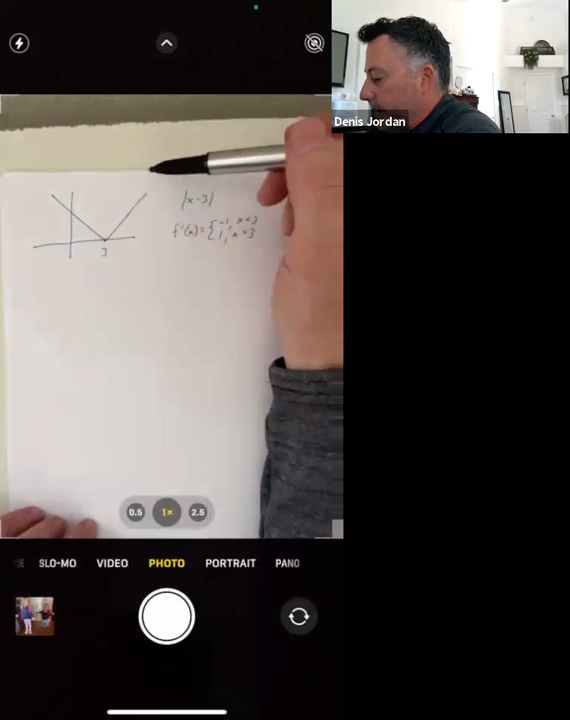 Denis Jordan
|x-3|
f'(x)={-1, x<3
1, x>3
3
0.5 1× 2.5
SLO-MO VIDEO PHOTO PORTRAIT PANO